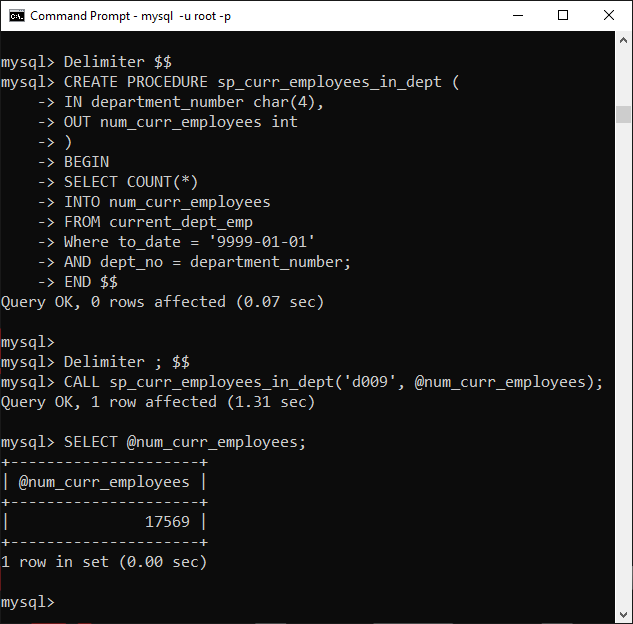 Command Prompt - mysql  -u root -p
mysql> Delimiter $$
mysql> CREATE PROCEDURE sp_curr_employees_in_dept (
    -> IN department_number char(4),
    -> OUT num_curr_employees int
    -> )
    -> BEGIN
    -> SELECT COUNT(*)
    -> INTO num_curr_employees
    -> FROM current_dept_emp
    -> Where to_date = '9999-01-01'
    -> AND dept_no = department_number;
    -> END $$
Query OK, 0 rows affected (0.07 sec)
mysql>
mysql> Delimiter ; $$
mysql> CALL sp_curr_employees_in_dept('d009', @num_curr_employees);
Query OK, 1 row affected (1.31 sec)
mysql> SELECT @num_curr_employees;
+---------------------+
| @num_curr_employees |
+---------------------+
|               17569 |
+---------------------+
1 row in set (0.00 sec)
mysql>